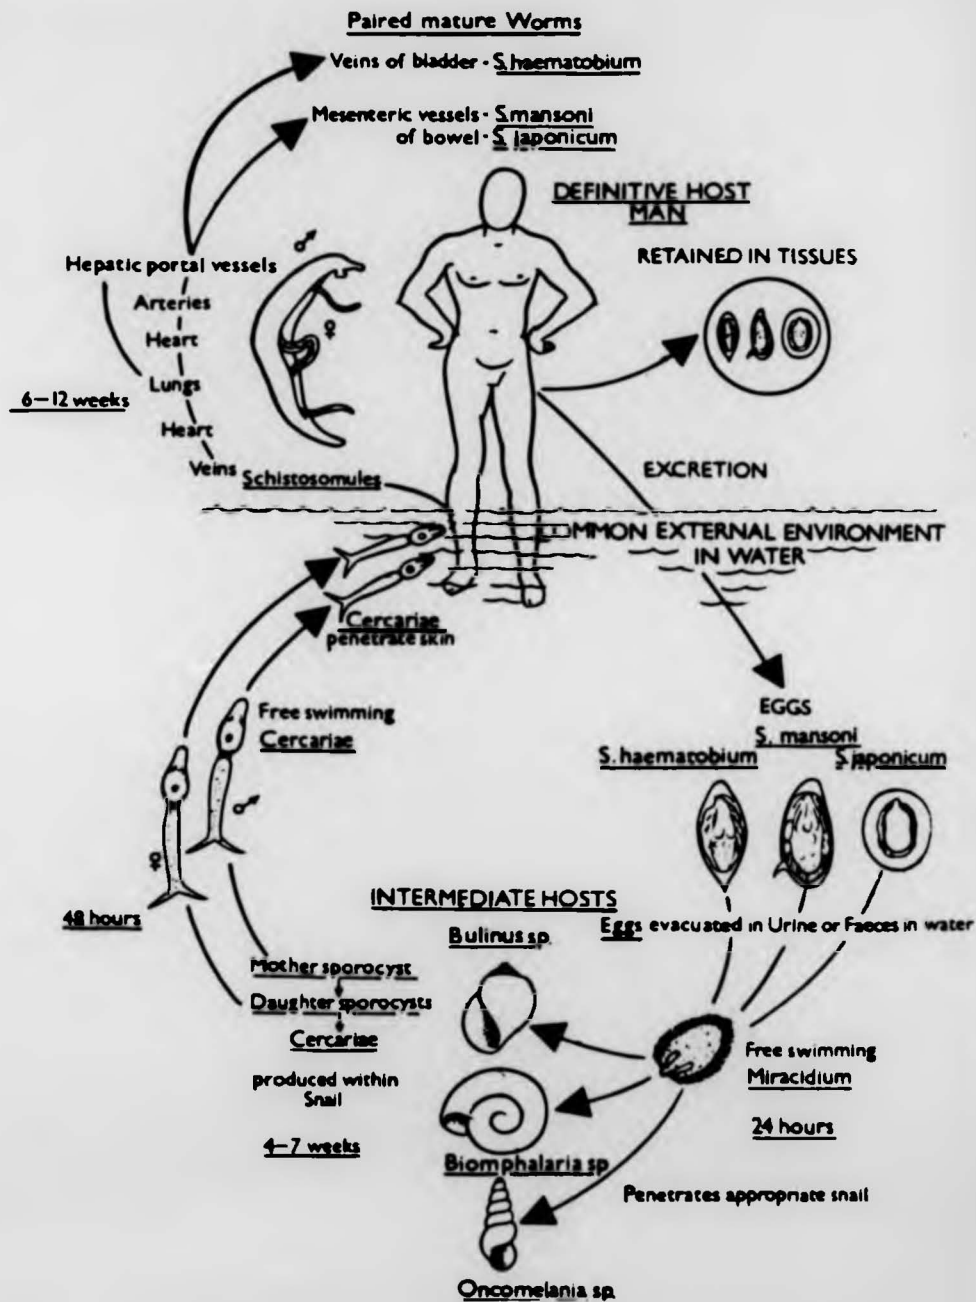 Paired mature Worms
Veins of bladder - S. haematobium
Mesenteric vessels - S. mansoni
of bowel - S. japonicum
DEFINITIVE HOST
MAN
RETAINED IN TISSUES
♂
Hepatic portal vessels
Arteries
♀
Heart
Lungs
6–12 weeks
Heart
Veins
Schistosomules
EXCRETION
MMON EXTERNAL ENVIRONMENT
IN WATER
Cercariae
penetrate skin
Free swimming
Cercariae
♂
♀
48 hours
EGGS
S. haematobium
S. mansoni
S. japonicum
Eggs evacuated in Urine or Faeces in water
INTERMEDIATE HOSTS
Bulinus sp.
Mother sporocyst
Daughter sporocysts
Cercariae
produced within
Snail
4–7 weeks
Free swimming
Miracidium
24 hours
Biomphalaria sp
Penetrates appropriate snail
Oncomelania sp.